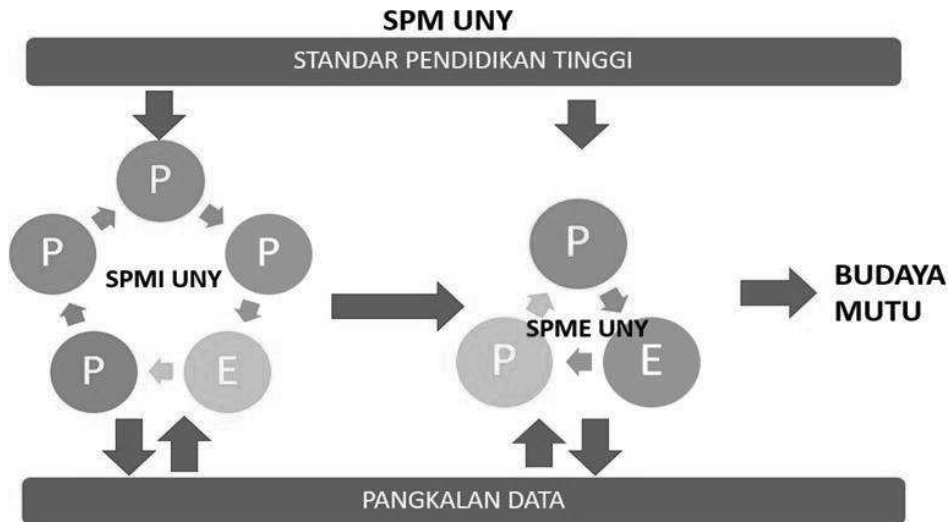 SPM UNY
STANDAR PENDIDIKAN TINGGI
P
P
P
SPMI UNY
P
E
P
SPME UNY
P
E
BUDAYA
MUTU
PANGKALAN DATA